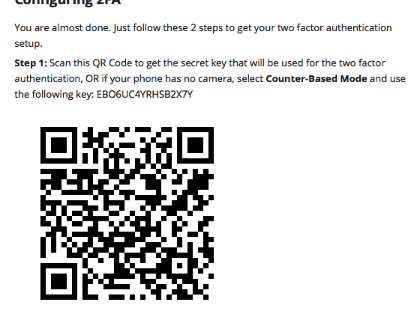 Configuring 2FA
You are almost done. Just follow these 2 steps to get your two factor authentication
setup.
Step 1: Scan this QR Code to get the secret key that will be used for the two factor
authentication, OR if your phone has no camera, select Counter-Based Mode and use
the following key: EBO6UC4YRHSB2X7Y